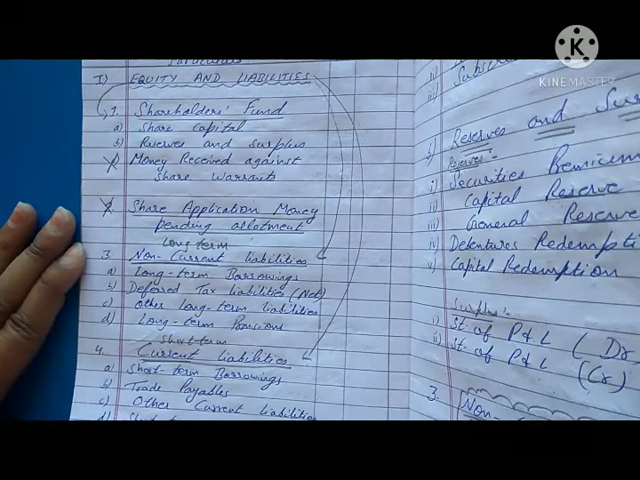 I) EQUITY AND LIABILITIES
1. Shareholders' Fund
a) Share Capital
b) Reserves and surplus
c) Money Received against
Share Warrants
2. Share Application Money
pending allotment
Long term
3. Non-Current liabilities
a) Long-term Borrowings
b) Deferred Tax liabilities (Net)
c) Other Long-term liabilities
d) Long-term Provisions
Short term
4. Current liabilities
a) Short-term Borrowings
b) Trade Payables
c) Other Current liabilities
d)
ii)
iii)
Reserves and
Reserves:-
i) Securities
ii) Capital Reserve
iii) General Reserve
iv) Debentures
v) Capital Redemption
Surplus:-
i) St. of P & L (Dr.
ii) St. of P & L (Cr)
3. Non-
K
KINEMASTER